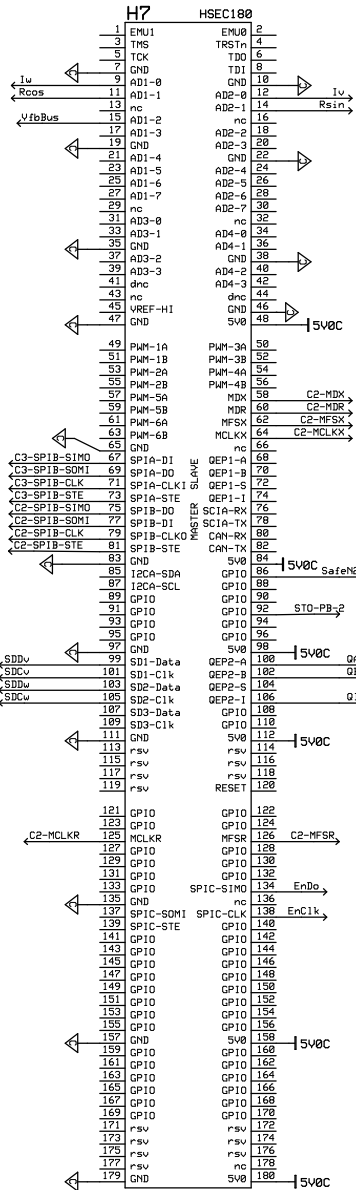 H7 HSEC180
1 EMU1 EMU0 2
3 TMS TRSTn 4
5 TCK TDO 6
7 GND TDI 8
Iw 9 AD1-0 GND 10
Rcos 11 AD1-1 AD2-0 12 Iv
13 nc AD2-1 14 Rsin
VfbBus 15 AD1-2 nc 16
17 AD1-3 AD2-2 18
19 GND AD2-3 20
21 AD1-4 GND 22
23 AD1-5 AD2-4 24
25 AD1-6 AD2-5 26
27 AD1-7 AD2-6 28
29 nc AD2-7 30
31 AD3-0 nc 32
33 AD3-1 AD4-0 34
35 GND AD4-1 36
37 AD3-2 GND 38
39 AD3-3 AD4-2 40
41 dnc AD4-3 42
43 nc dnc 44
45 VREF-HI GND 46
47 GND 5V0 48 5V0C
49 PWM-1A PWM-3A 50
51 PWM-1B PWM-3B 52
53 PWM-2A PWM-4A 54
55 PWM-2B PWM-4B 56
57 PWM-5A MDX 58 C2-MDX
59 PWM-5B MDR 60 C2-MDR
61 PWM-6A MFSX 62 C2-MFSX
63 PWM-6B MCLKX 64 C2-MCLKX
65 GND nc 66
C3-SPIB-SIMO 67 SPIA-DI QEP1-A 68
C3-SPIB-SOMI 69 SPIA-DO QEP1-B 70
C3-SPIB-CLK 71 SPIA-CLKI QEP1-S 72
C3-SPIB-STE 73 SPIA-STE QEP1-I 74
C2-SPIB-SIMO 75 SPIB-DO SCIA-RX 76
C2-SPIB-SOMI 77 SPIB-DI SCIA-TX 78
C2-SPIB-CLK 79 SPIB-CLKO CAN-RX 80
C2-SPIB-STE 81 SPIB-STE CAN-TX 82
MASTER SLAVE
83 GND 5V0 84 5V0C
85 I2CA-SDA GPIO 86 SafeN2
87 I2CA-SCL GPIO 88
89 GPIO GPIO 90
91 GPIO GPIO 92 STO-PB-2
93 GPIO GPIO 94
95 GPIO GPIO 96
97 GND 5V0 98 5V0C
SDDv 99 SD1-Data QEP2-A 100
SDCv 101 SD1-Clk QEP2-B 102
SDDw 103 SD2-Data QEP2-S 104
SDCw 105 SD2-Clk QEP2-I 106
107 SD3-Data GPIO 108
109 SD3-Clk GPIO 110
111 GND 5V0 112 5V0C
113 rsv rsv 114
115 rsv rsv 116
117 rsv rsv 118
119 rsv RESET 120
121 GPIO GPIO 122
123 GPIO GPIO 124
C2-MCLKR 125 MCLKR MFSR 126 C2-MFSR
127 GPIO GPIO 128
129 GPIO GPIO 130
131 GPIO GPIO 132
133 GPIO SPIC-SIMO 134 EnDo
135 GND nc 136
137 SPIC-SOMI SPIC-CLK 138 EnClk
139 SPIC-STE GPIO 140
141 GPIO GPIO 142
143 GPIO GPIO 144
145 GPIO GPIO 146
147 GPIO GPIO 148
149 GPIO GPIO 150
151 GPIO GPIO 152
153 GPIO GPIO 154
155 GPIO GPIO 156
157 GND 5V0 158 5V0C
159 GPIO GPIO 160
161 GPIO GPIO 162
163 GPIO GPIO 164
165 GPIO GPIO 166
167 GPIO GPIO 168
169 GPIO GPIO 170
171 rsv rsv 172
173 rsv rsv 174
175 rsv rsv 176
177 rsv nc 178
179 GND 5V0 180 5V0C